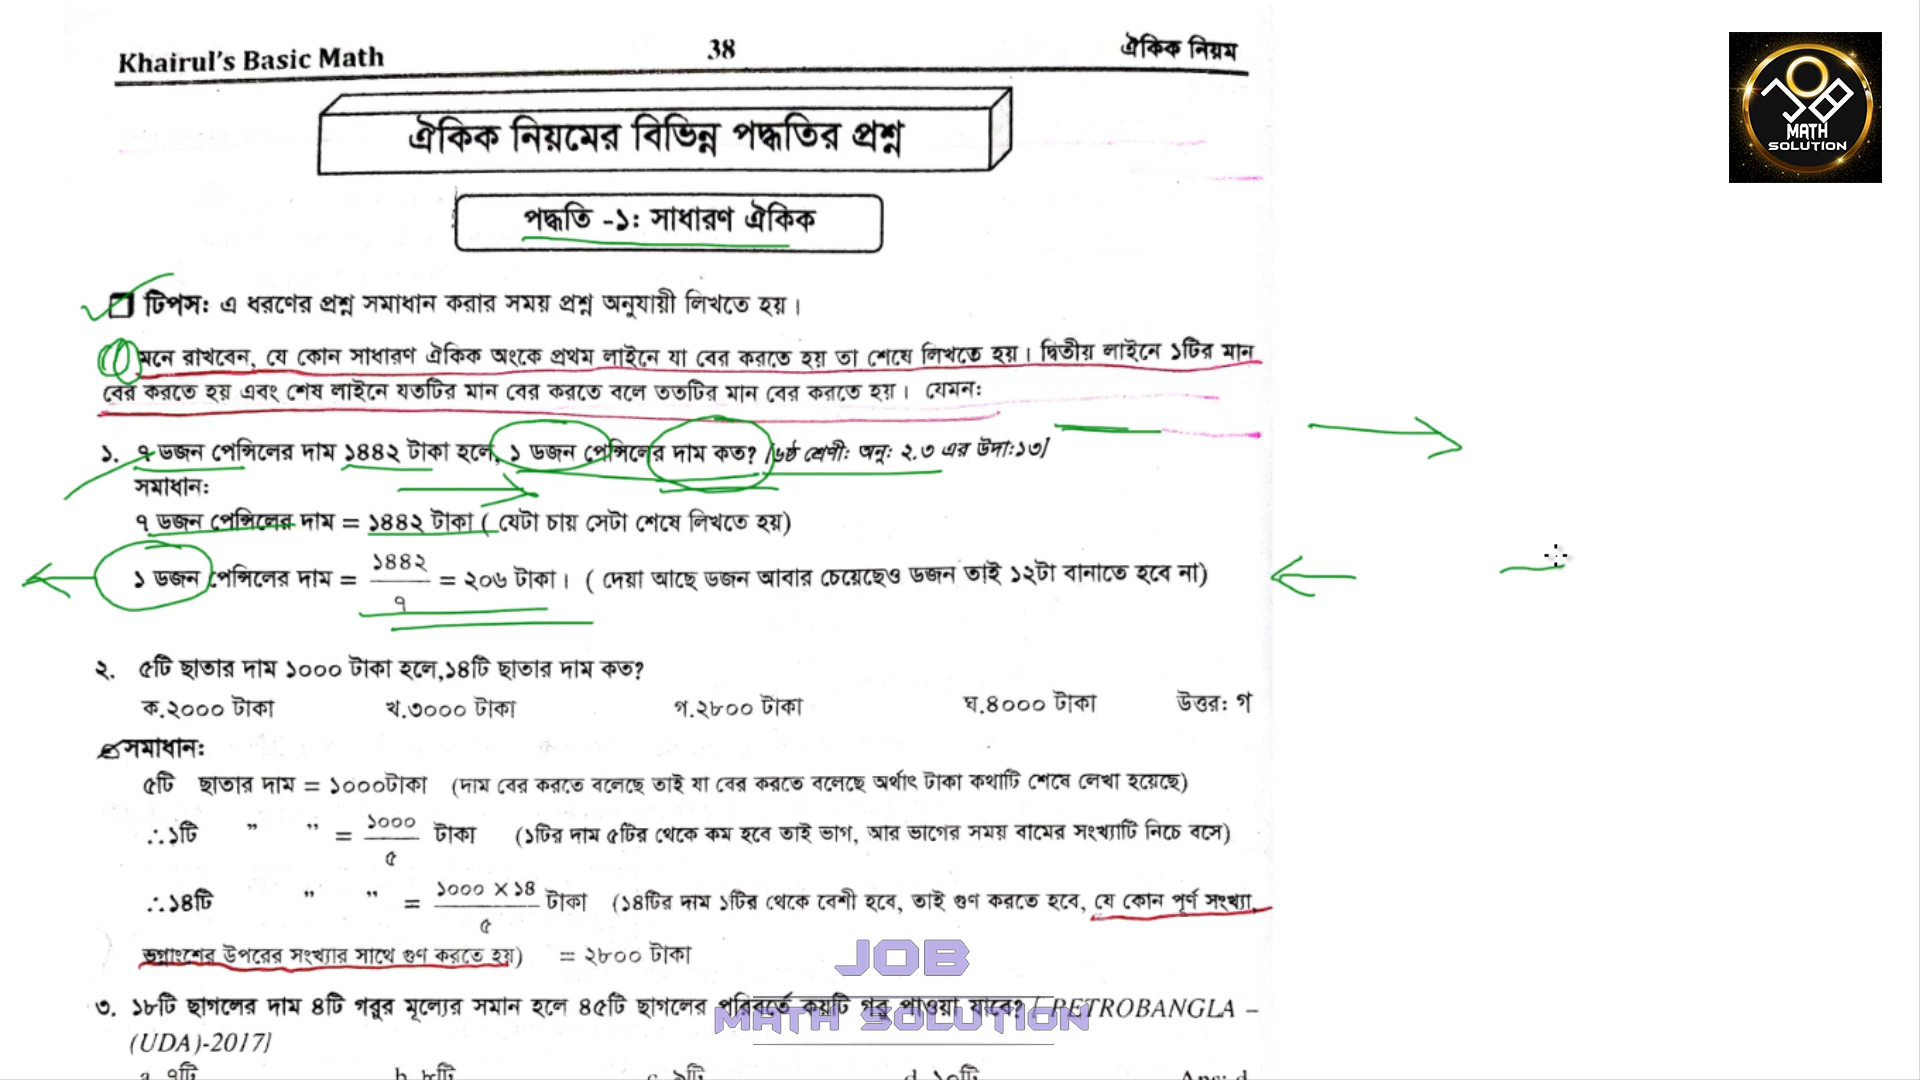 Khairul's Basic Math 38 ঐকিক নিয়ম
MATH
SOLUTION
ঐকিক নিয়মের বিভিন্ন পদ্ধতির প্রশ্ন
পদ্ধতি -১: সাধারণ ঐকিক
টিপস: এ ধরণের প্রশ্ন সমাধান করার সময় প্রশ্ন অনুযায়ী লিখতে হয়।
মনে রাখবেন, যে কোন সাধারণ ঐকিক অংকে প্রথম লাইনে যা বের করতে হয় তা শেষে লিখতে হয়। দ্বিতীয় লাইনে ১টির মান
বের করতে হয় এবং শেষ লাইনে যতটির মান বের করতে বলে ততটির মান বের করতে হয়। যেমন:
১. ৭ ডজন পেন্সিলের দাম ১৪৪২ টাকা হলে, ১ ডজন পেন্সিলের দাম কত? [৬ষ্ঠ শ্রেণী: অনু: ২.৩ এর উদা:১৩]
সমাধান:
৭ ডজন পেন্সিলের দাম = ১৪৪২ টাকা ( যেটা চায় সেটা শেষে লিখতে হয়)
১ ডজন পেন্সিলের দাম = ১৪৪২/৭ = ২০৬ টাকা। ( দেয়া আছে ডজন আবার চেয়েছেও ডজন তাই ১২টা বানাতে হবে না)
২. ৫টি ছাতার দাম ১০০০ টাকা হলে,১৪টি ছাতার দাম কত?
ক.২০০০ টাকা খ.৩০০০ টাকা গ.২৮০০ টাকা ঘ.৪০০০ টাকা উত্তর: গ
সমাধান:
৫টি ছাতার দাম = ১০০০টাকা (দাম বের করতে বলেছে তাই যা বের করতে বলেছে অর্থাৎ টাকা কথাটি শেষে লেখা হয়েছে)
∴১টি " " = ১০০০/৫ টাকা (১টির দাম ৫টির থেকে কম হবে তাই ভাগ, আর ভাগের সময় বামের সংখ্যাটি নিচে বসে)
∴১৪টি " " = ১০০০ × ১৪/৫ টাকা (১৪টির দাম ১টির থেকে বেশী হবে, তাই গুণ করতে হবে, যে কোন পূর্ণ সংখ্যা,
ভগ্নাংশের উপরের সংখ্যার সাথে গুণ করতে হয়) = ২৮০০ টাকা
JOB
MATH SOLUTION
৩. ১৮টি ছাগলের দাম ৪টি গরুর মূল্যের সমান হলে ৪৫টি ছাগলের পরিবর্তে কয়টি গরু পাওয়া যাবে? [ PETROBANGLA –
(UDA)-2017]
a. ৭টি b. ৮টি c. ৯টি d. ১০টি Ans: d